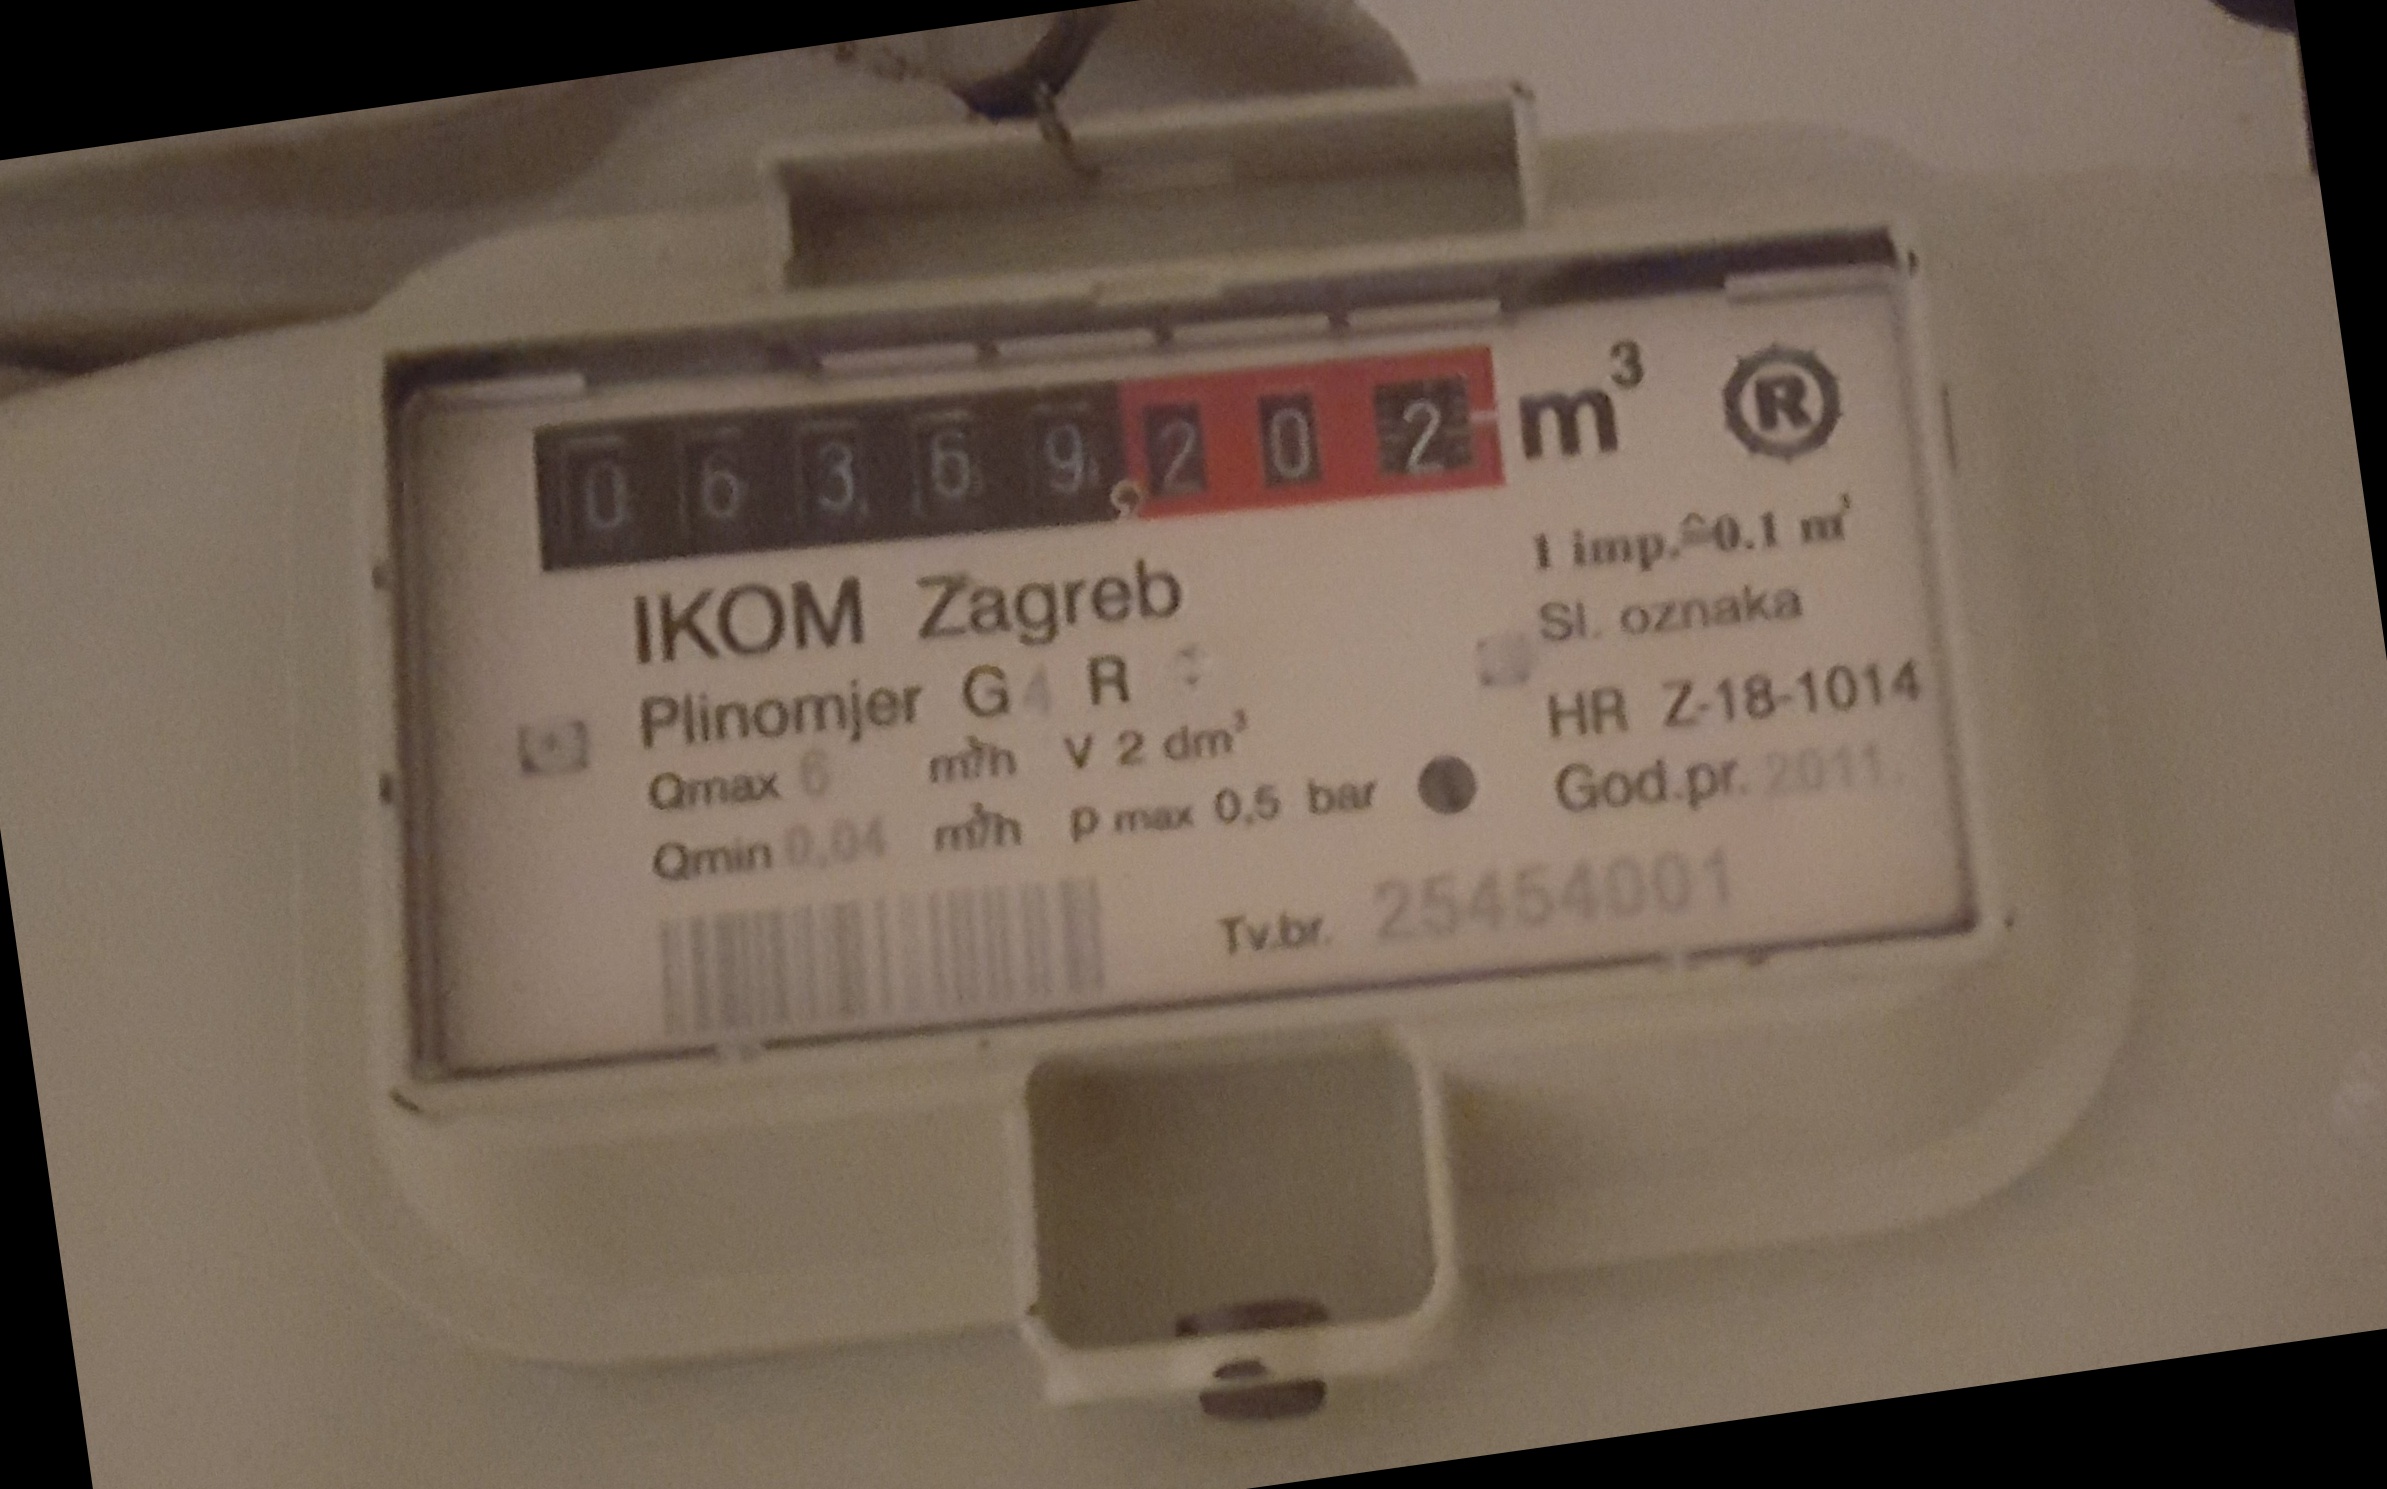 06369,202 m³ ®
1 imp.≙0.1 m³
IKOM Zagreb
Sl. oznaka
Plinomjer G4 R
HR Z-18-1014
Qmax 6 m³/h V 2 dm³
God.pr. 2011.
Qmin 0,04 m³/h p max 0,5 bar
Tv.br. 25454001